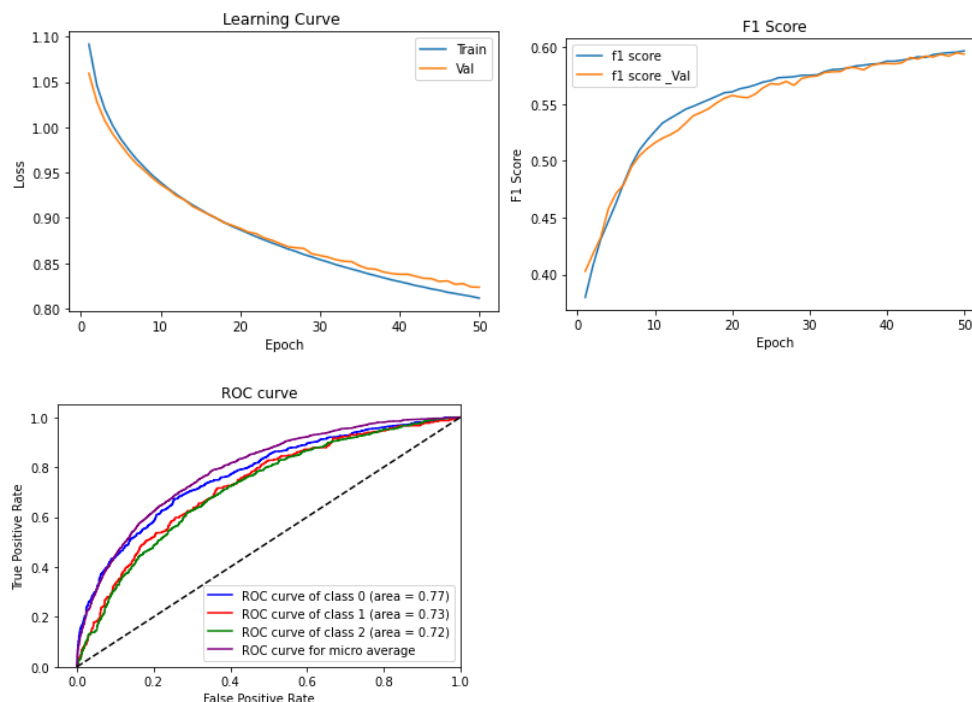 Learning Curve
1.10
1.05
1.00
0.95
0.90
0.85
0.80
Loss
0
10
20
30
40
50
Epoch
Train
Val
F1 Score
0.60
0.55
0.50
0.45
0.40
F1 Score
0
10
20
30
40
50
Epoch
f1 score
f1 score _Val
ROC curve
1.0
0.8
0.6
0.4
0.2
0.0
True Positive Rate
0.0
0.2
0.4
0.6
0.8
1.0
False Positive Rate
ROC curve of class 0 (area = 0.77)
ROC curve of class 1 (area = 0.73)
ROC curve of class 2 (area = 0.72)
ROC curve for micro average